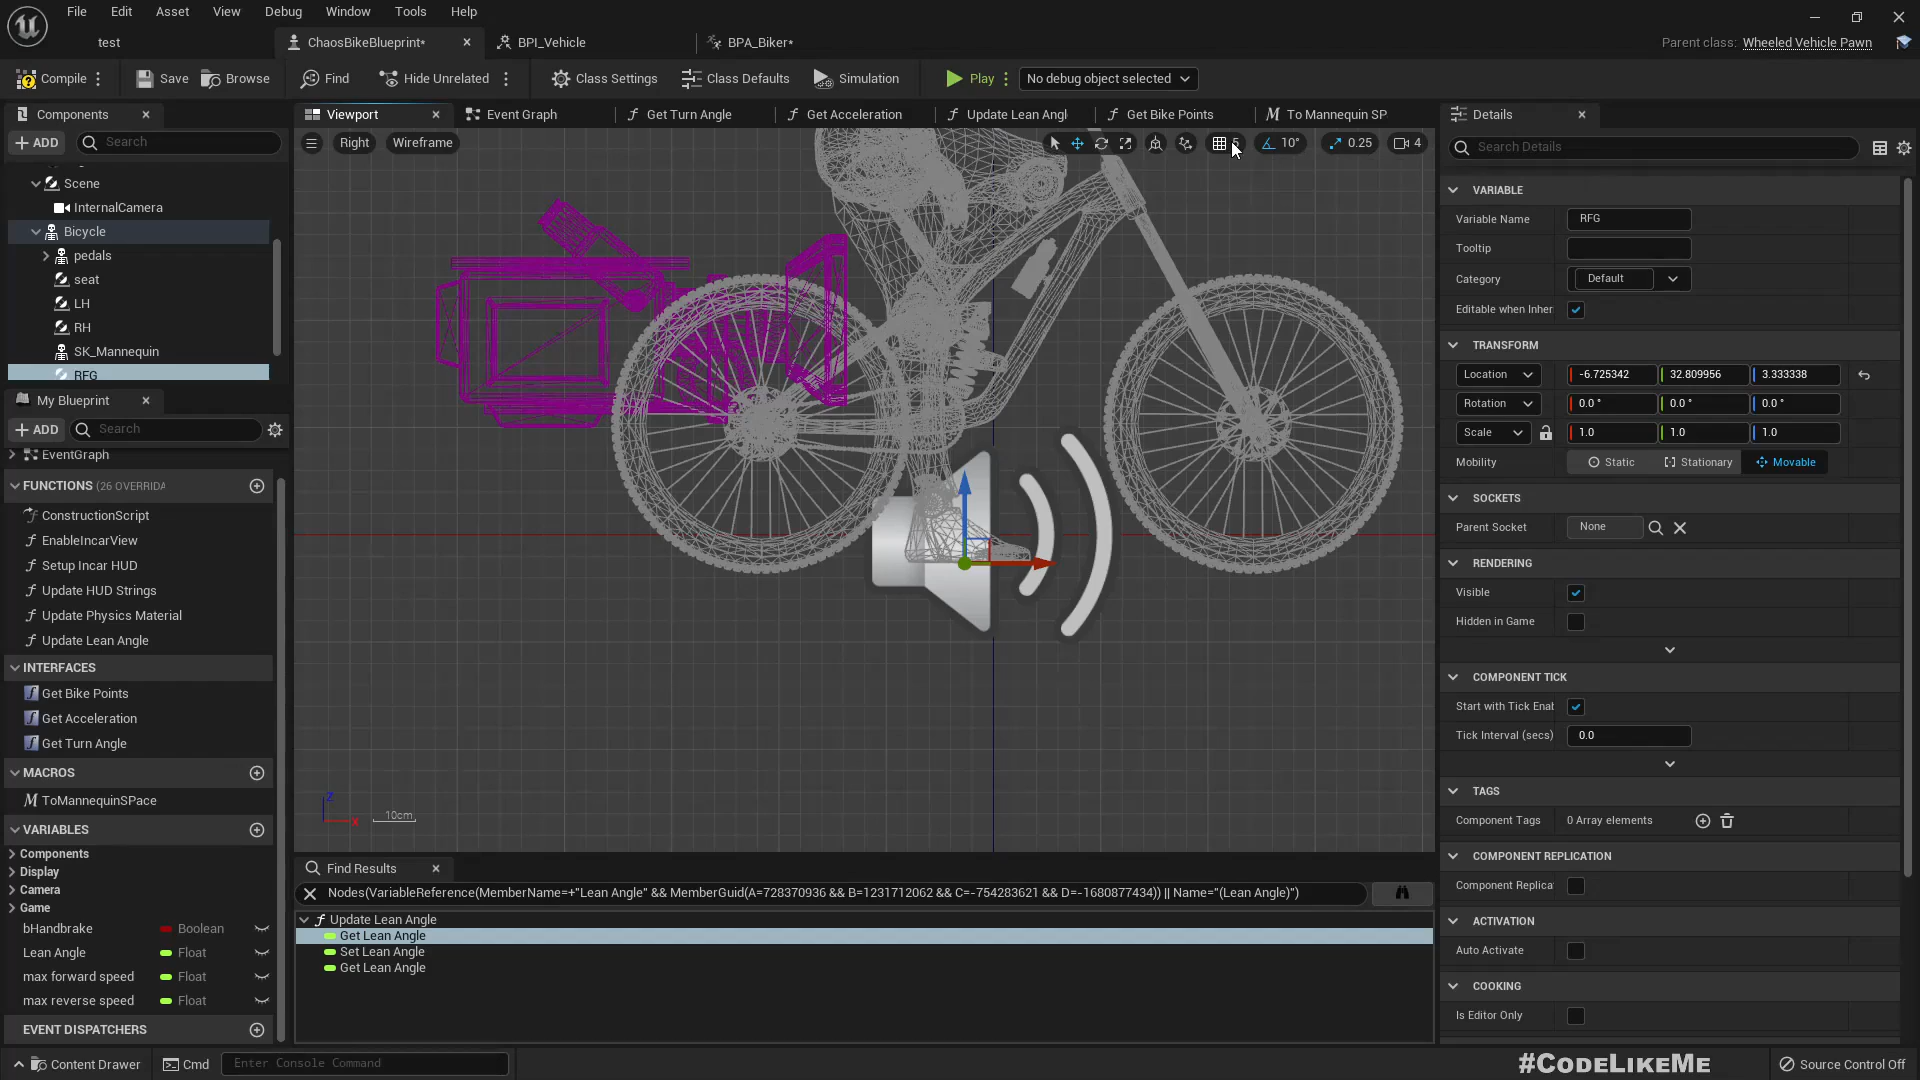 File Edit Asset View Debug Window Tools Help
test ChaosBikeBlueprint* BPI_Vehicle BPA_Biker* Parent class: Wheeled Vehicle Pawn
Compile Save Browse Find Hide Unrelated Class Settings Class Defaults Simulation Play No debug object selected
Components Viewport Event Graph Get Turn Angle Get Acceleration Update Lean Angl Get Bike Points To Mannequin SP Details
ADD Search Right Wireframe 5 10° 0.25 4 Search Details
Scene
InternalCamera
Bicycle
pedals
seat
LH
RH
SK_Mannequin
RFG
My Blueprint
ADD Search
EventGraph
FUNCTIONS (26 OVERRIDA
ConstructionScript
EnableIncarView
Setup Incar HUD
Update HUD Strings
Update Physics Material
Update Lean Angle
INTERFACES
Get Bike Points
Get Acceleration
Get Turn Angle
MACROS
ToMannequinSPace
VARIABLES
Components
Display
Camera
Game
bHandbrake Boolean
Lean Angle Float
max forward speed Float
max reverse speed Float
EVENT DISPATCHERS
Z
X
10cm
Find Results
Nodes(VariableReference(MemberName=+"Lean Angle" && MemberGuid(A=728370936 && B=1231712062 && C=-754283621 && D=-1680877434)) || Name="(Lean Angle)")
Update Lean Angle
Get Lean Angle
Set Lean Angle
Get Lean Angle
VARIABLE
Variable Name RFG
Tooltip
Category Default
Editable when Inher
TRANSFORM
Location -6.725342 32.809956 3.333338
Rotation 0.0 ° 0.0 ° 0.0 °
Scale 1.0 1.0 1.0
Mobility Static Stationary Movable
SOCKETS
Parent Socket None
RENDERING
Visible
Hidden in Game
COMPONENT TICK
Start with Tick Enab
Tick Interval (secs) 0.0
TAGS
Component Tags 0 Array elements
COMPONENT REPLICATION
Component Replica
ACTIVATION
Auto Activate
COOKING
Is Editor Only
Content Drawer Cmd Enter Console Command #CodeLikeMe Source Control Off